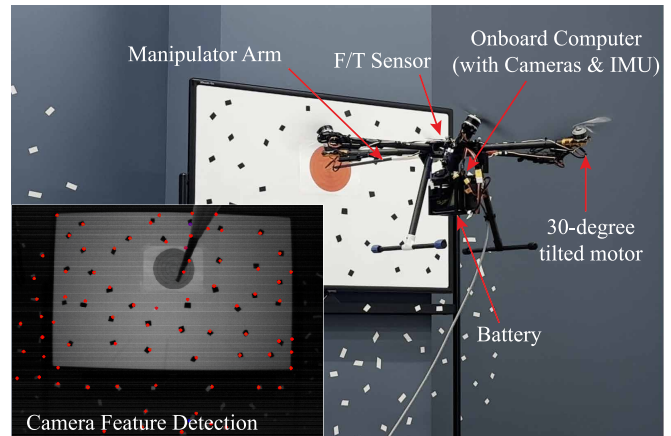 Manipulator Arm
F/T Sensor
Onboard Computer
(with Cameras & IMU)
30-degree
tilted motor
Battery
Camera Feature Detection